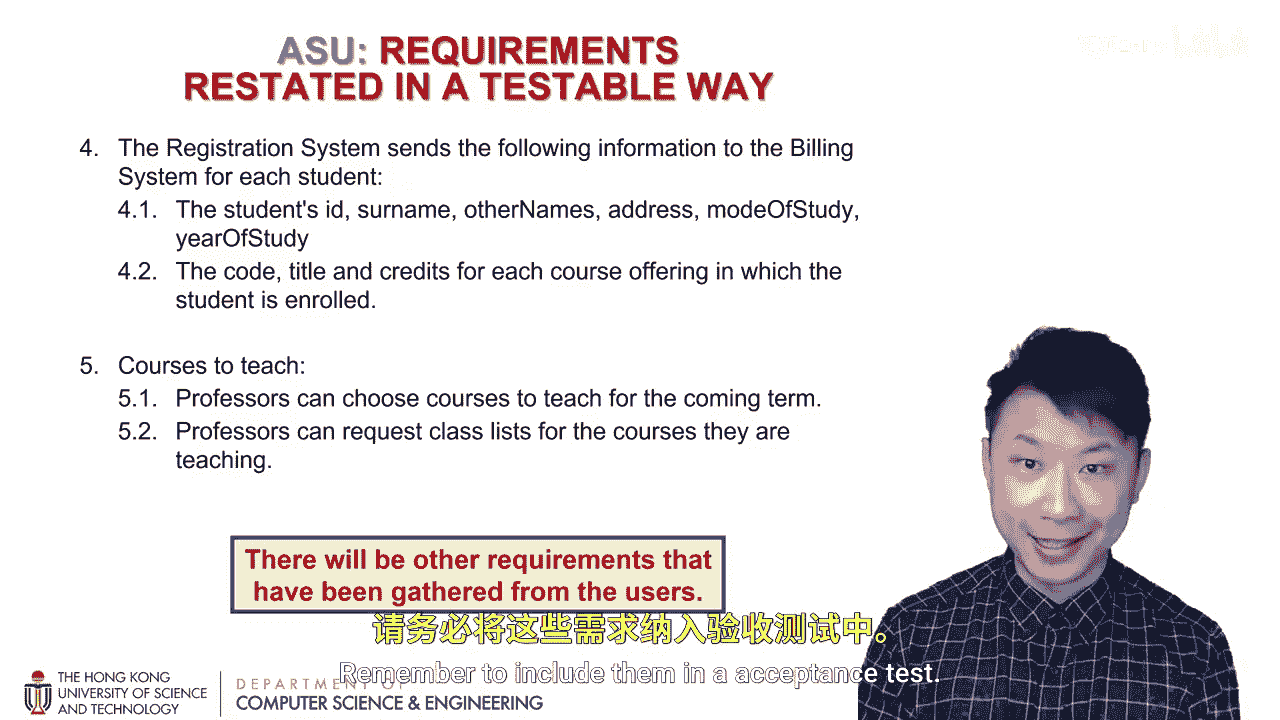 ASU: REQUIREMENTS
RESTATED IN A TESTABLE WAY
4. The Registration System sends the following information to the Billing
System for each student:
4.1. The student's id, surname, otherNames, address, modeOfStudy,
yearOfStudy
4.2. The code, title and credits for each course offering in which the
student is enrolled.
5. Courses to teach:
5.1. Professors can choose courses to teach for the coming term.
5.2. Professors can request class lists for the courses they are
teaching.
There will be other requirements that
have been gathered from the users.
请务必将这些需求纳入验收测试中。
Remember to include them in a acceptance test.
THE HONG KONG
UNIVERSITY OF SCIENCE
AND TECHNOLOGY
DEPARTMENT OF
COMPUTER SCIENCE & ENGINEERING